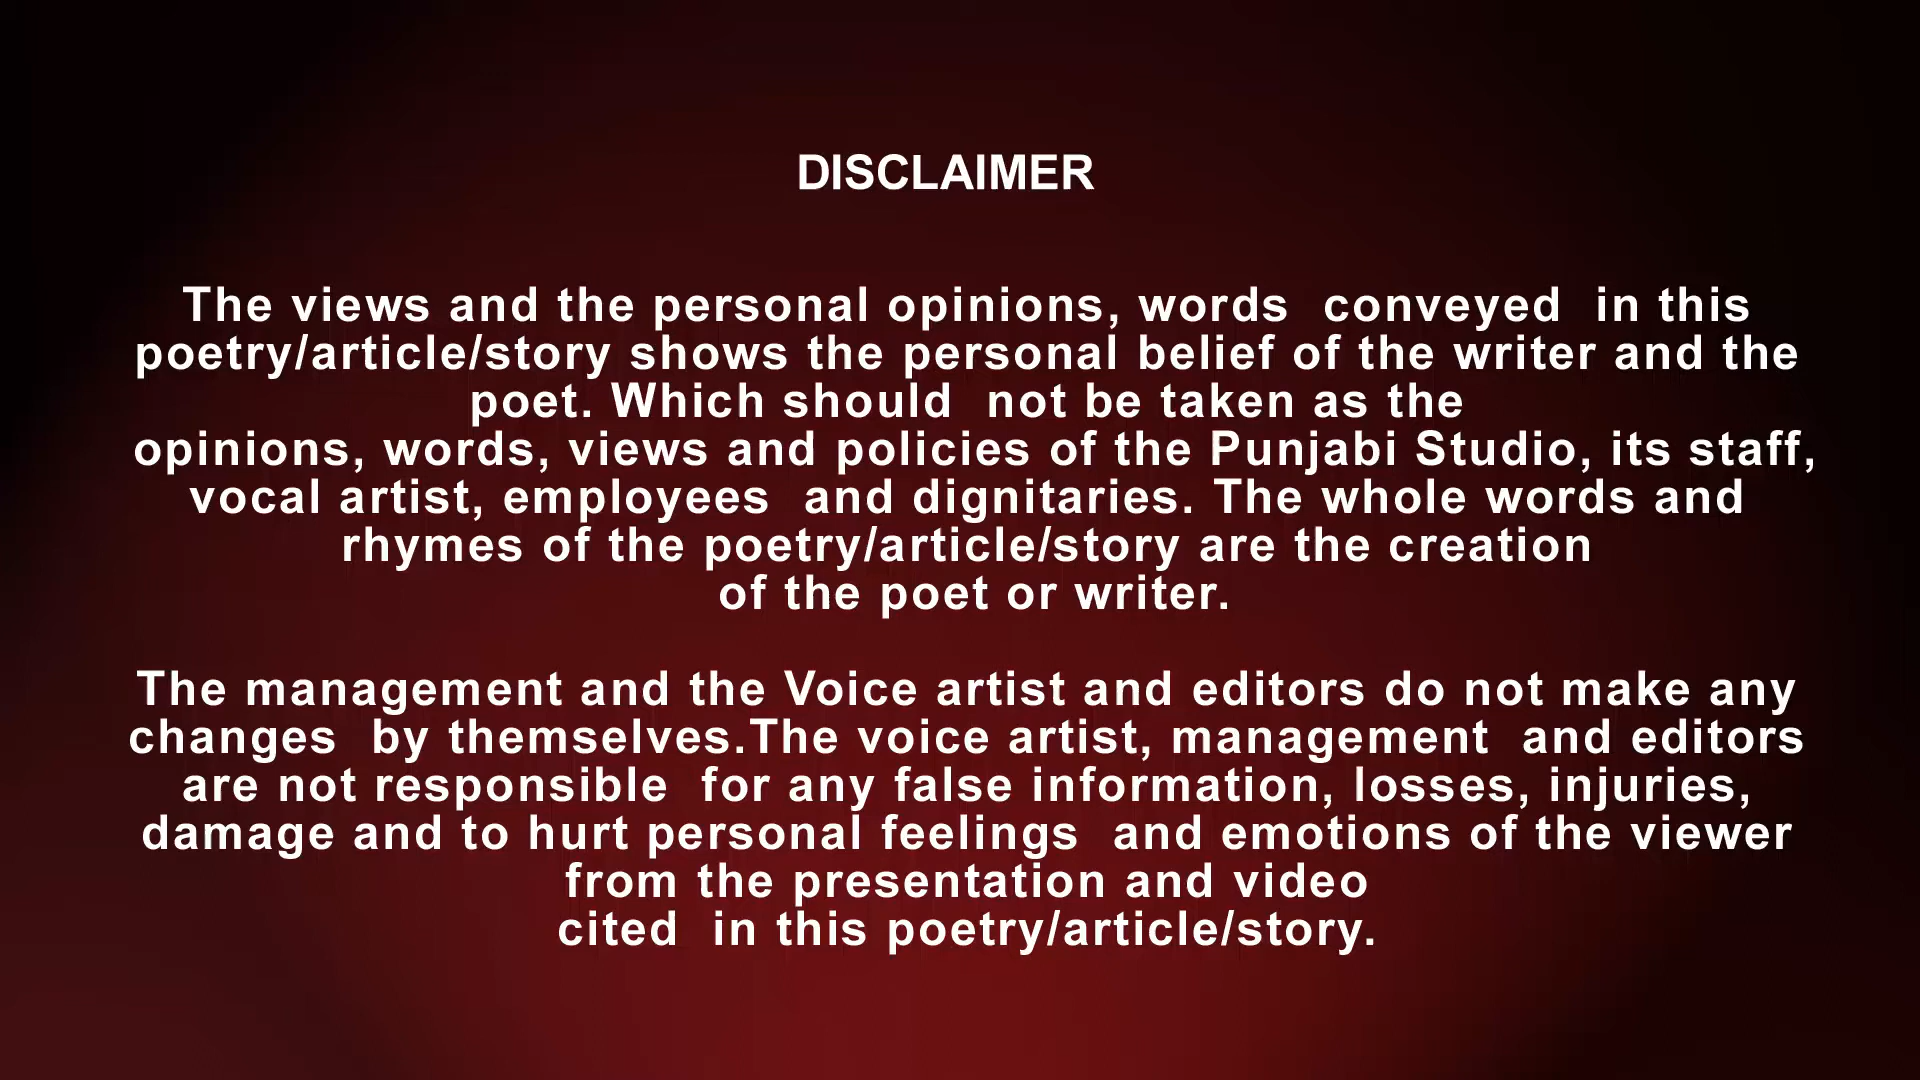 DISCLAIMER
The views and the personal opinions, words  conveyed  in this
poetry/article/story shows the personal belief of the writer and the
poet. Which should  not be taken as the
opinions, words, views and policies of the Punjabi Studio, its staff,
vocal artist, employees  and dignitaries. The whole words and
rhymes of the poetry/article/story are the creation
of the poet or writer.
The management and the Voice artist and editors do not make any
changes  by themselves.The voice artist, management  and editors
are not responsible  for any false information, losses, injuries,
damage and to hurt personal feelings  and emotions of the viewer
from the presentation and video
cited  in this poetry/article/story.